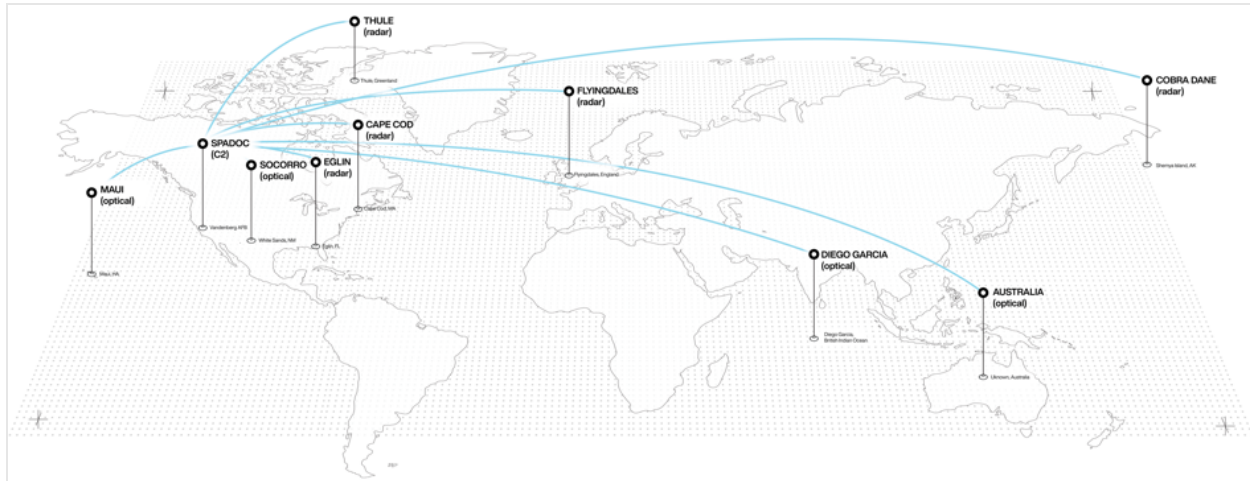 THULE
(radar)
Thule, Greenland
COBRA DANE
(radar)
Shemya Island, AK
FLYINGDALES
(radar)
Flyingdales, England
CAPE COD
(radar)
Cape Cod, MA
SPADOC
(C2)
Vandenberg AFB
SOCORRO
(optical)
White Sands, NM
EGLIN
(radar)
Eglin, FL
MAUI
(optical)
Maui, HA
DIEGO GARCIA
(optical)
Diego Garcia,
British Indian Ocean
AUSTRALIA
(optical)
Uknown, Australia